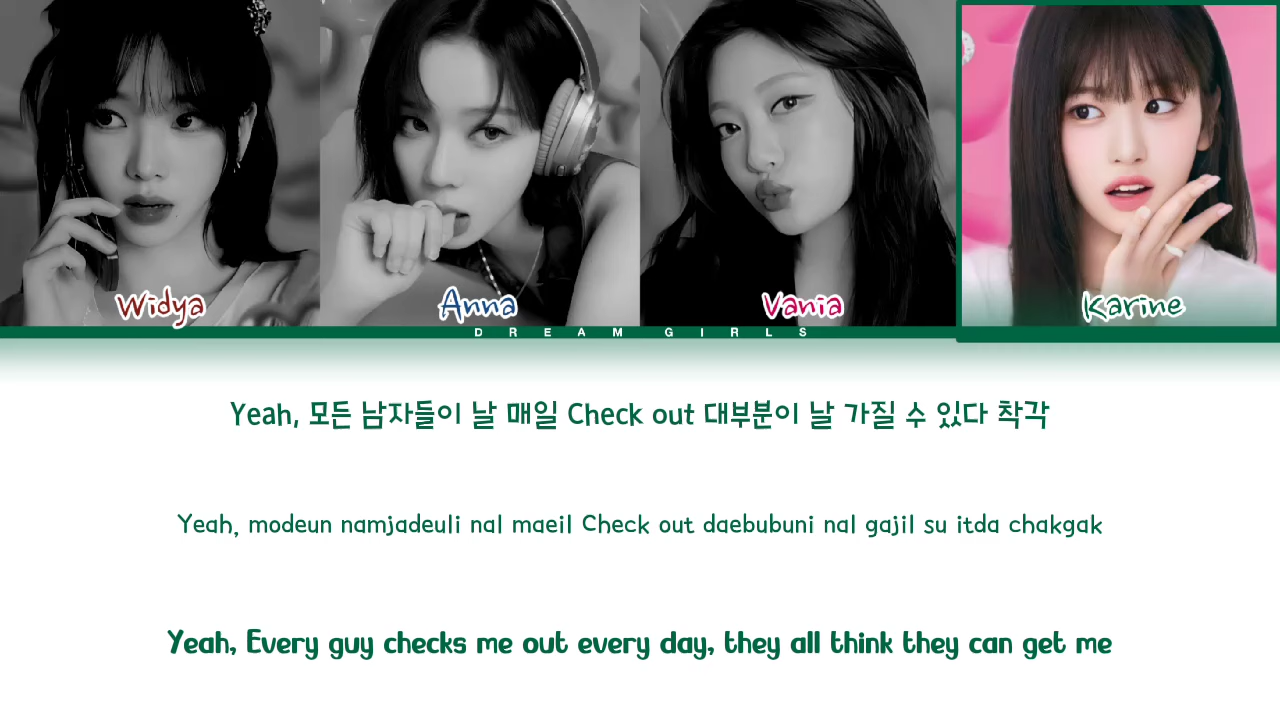 Widya
Anna
Vania
Karine
DREAM GIRLS
Yeah, 모든 남자들이 날 매일 Check out 대부분이 날 가질 수 있다 착각
Yeah, modeun namjadeuli nal maeil Check out daebubuni nal gajil su itda chakgak
Yeah, Every guy checks me out every day, they all think they can get me